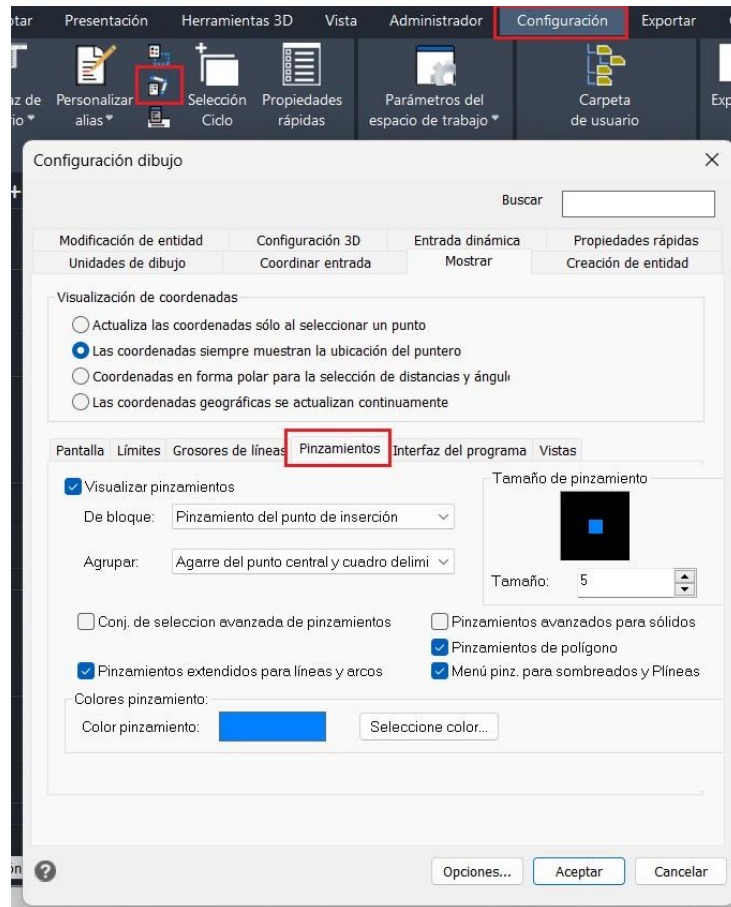 Presentación Herramientas 3D Vista Administrador Configuración Exportar
Personalizar alias
Selección Ciclo
Propiedades rápidas
Parámetros del espacio de trabajo
Carpeta de usuario
Configuración dibujo
Buscar
Modificación de entidad Configuración 3D Entrada dinámica Propiedades rápidas
Unidades de dibujo Coordinar entrada Mostrar Creación de entidad
Visualización de coordenadas
Actualiza las coordenadas sólo al seleccionar un punto
Las coordenadas siempre muestran la ubicación del puntero
Coordenadas en forma polar para la selección de distancias y ángul
Las coordenadas geográficas se actualizan continuamente
Pantalla Límites Grosores de líneas Pinzamientos Interfaz del programa Vistas
Visualizar pinzamientos
Tamaño de pinzamiento
De bloque: Pinzamiento del punto de inserción
Agrupar: Agarre del punto central y cuadro delimi
Tamaño: 5
Conj. de seleccion avanzada de pinzamientos
Pinzamientos avanzados para sólidos
Pinzamientos de polígono
Pinzamientos extendidos para líneas y arcos
Menú pinz. para sombreados y Plíneas
Colores pinzamiento:
Color pinzamiento: Seleccione color...
Opciones... Aceptar Cancelar